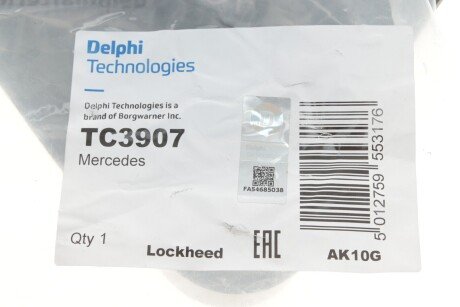 Delphi
Technologies
Delphi Technologies is a
brand of Borgwarner Inc.
TC3907
Mercedes
FA54685038
5 012759 553176
Qty 1
Lockheed
EAC
AK10G